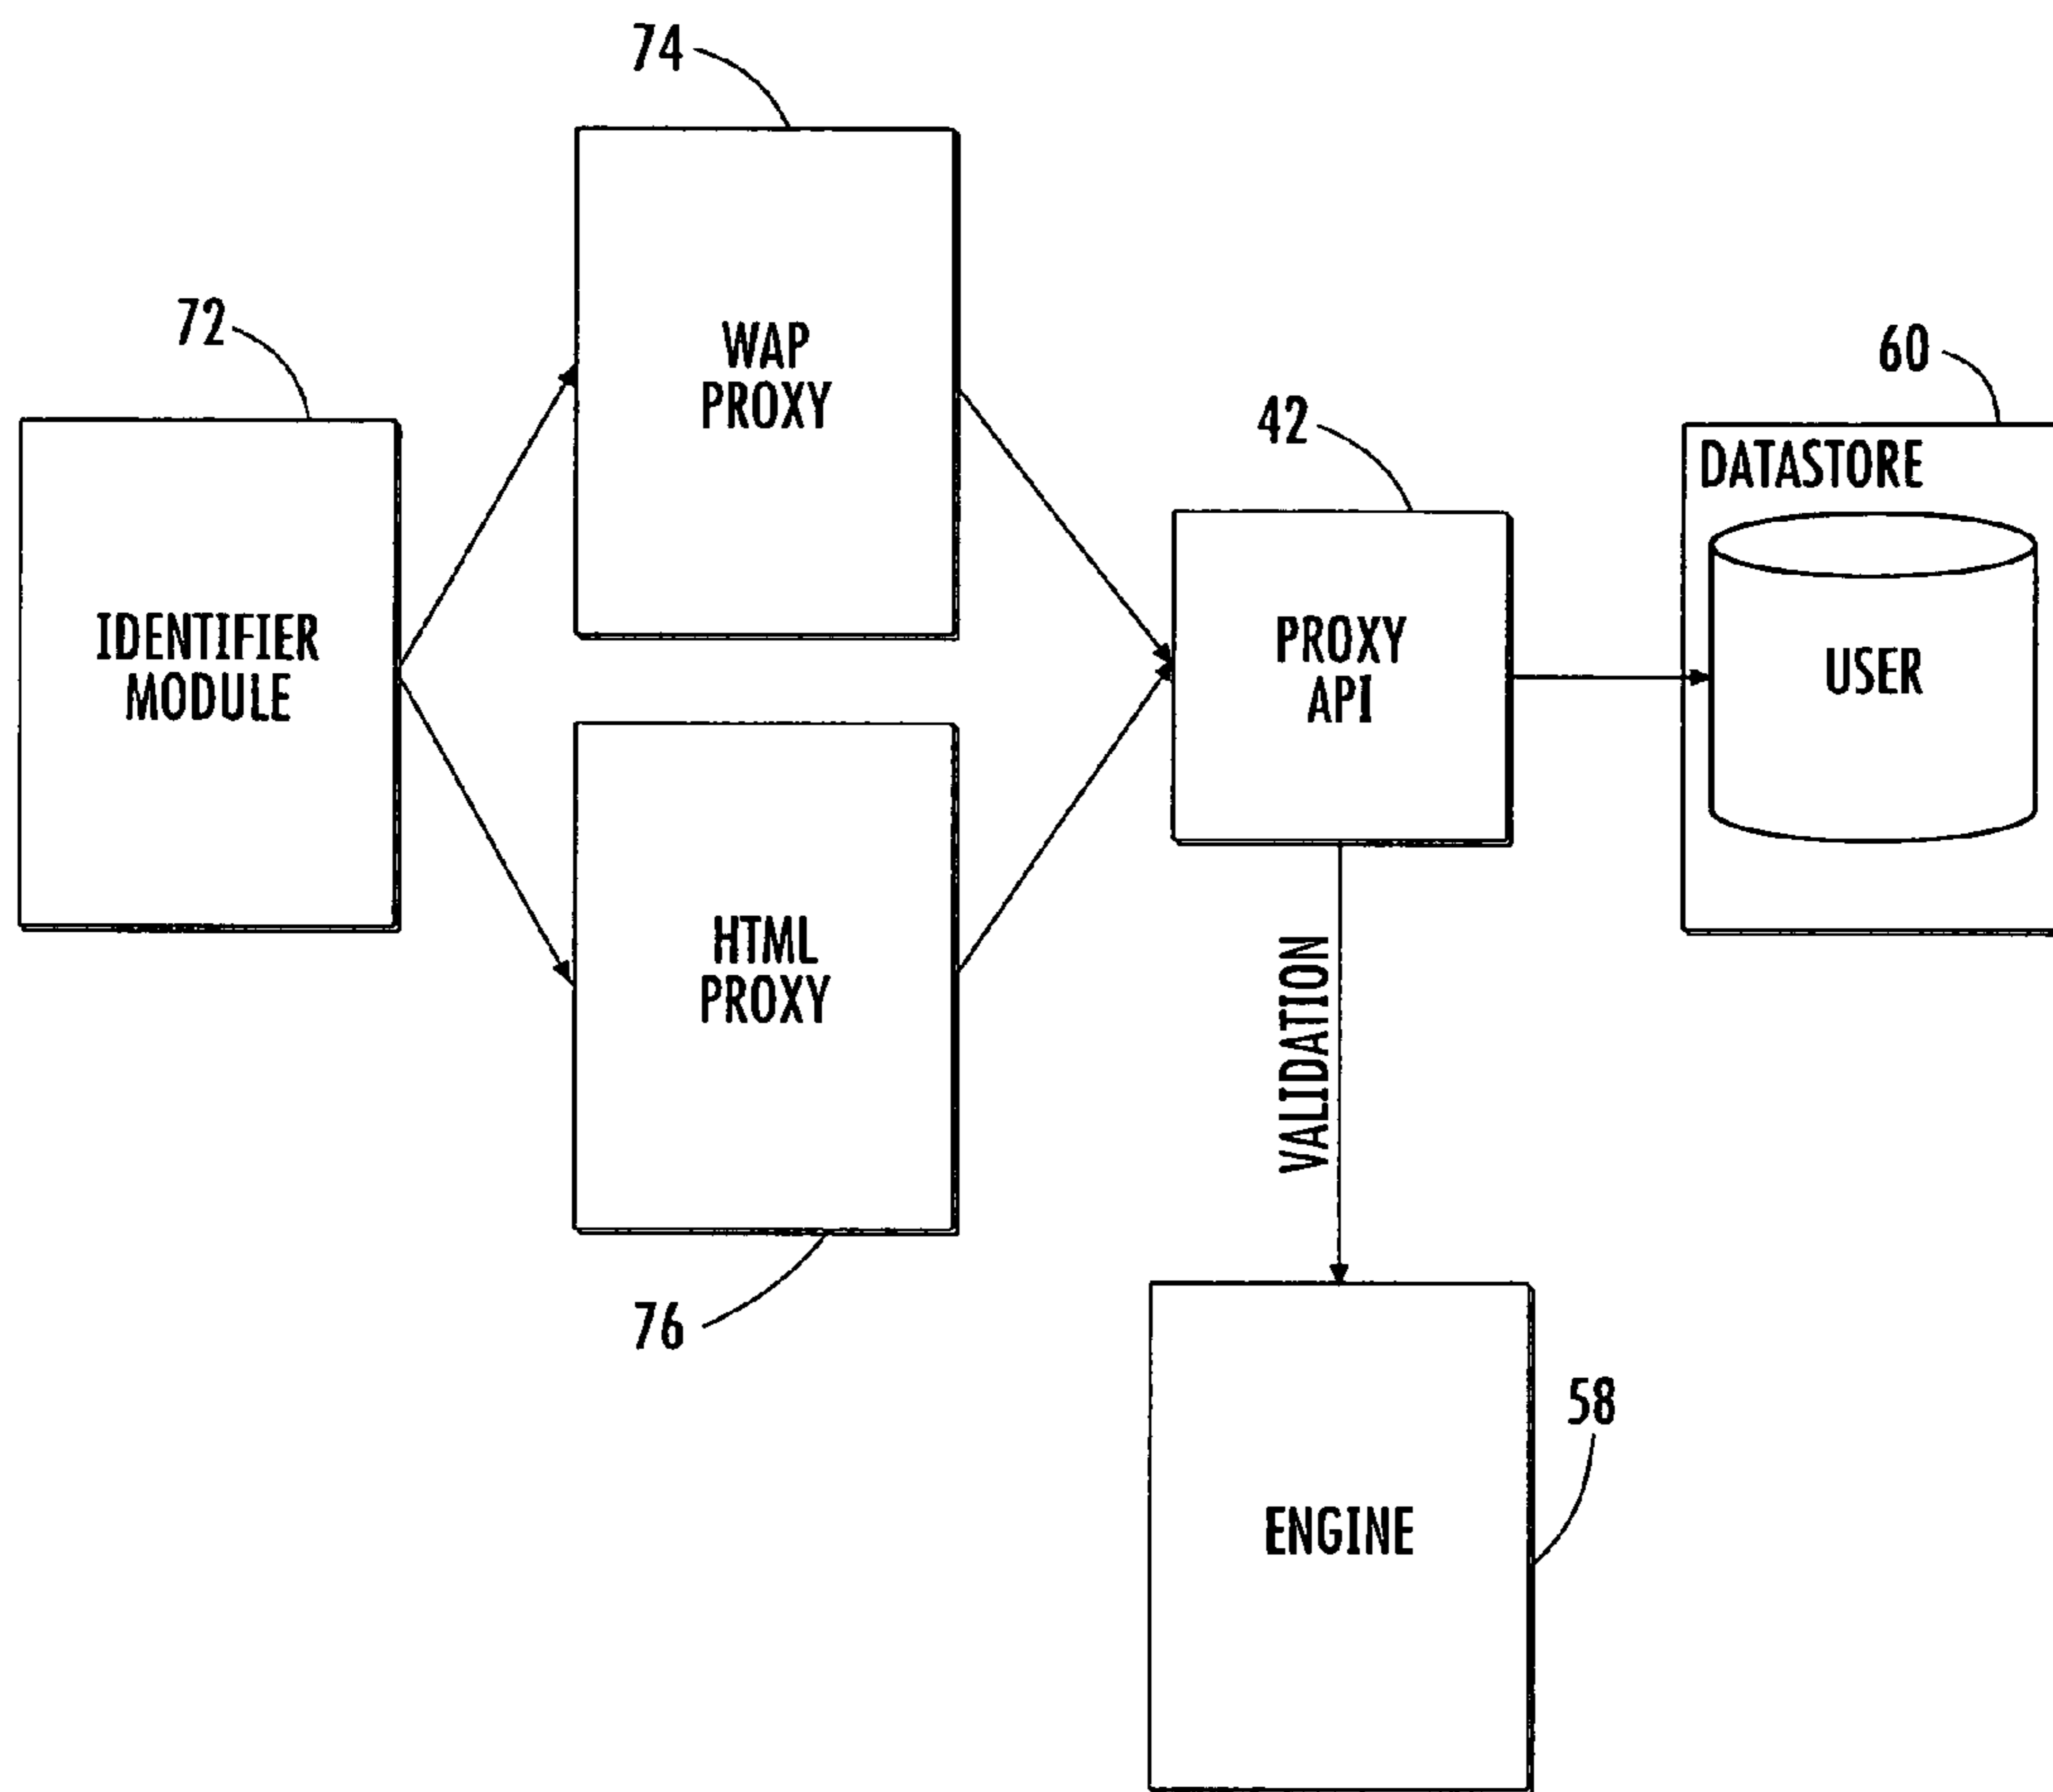 74
WAP
PROXY
72
IDENTIFIER
MODULE
60
DATASTORE
USER
42
PROXY
API
HTML
PROXY
76
VALIDATION
58
ENGINE